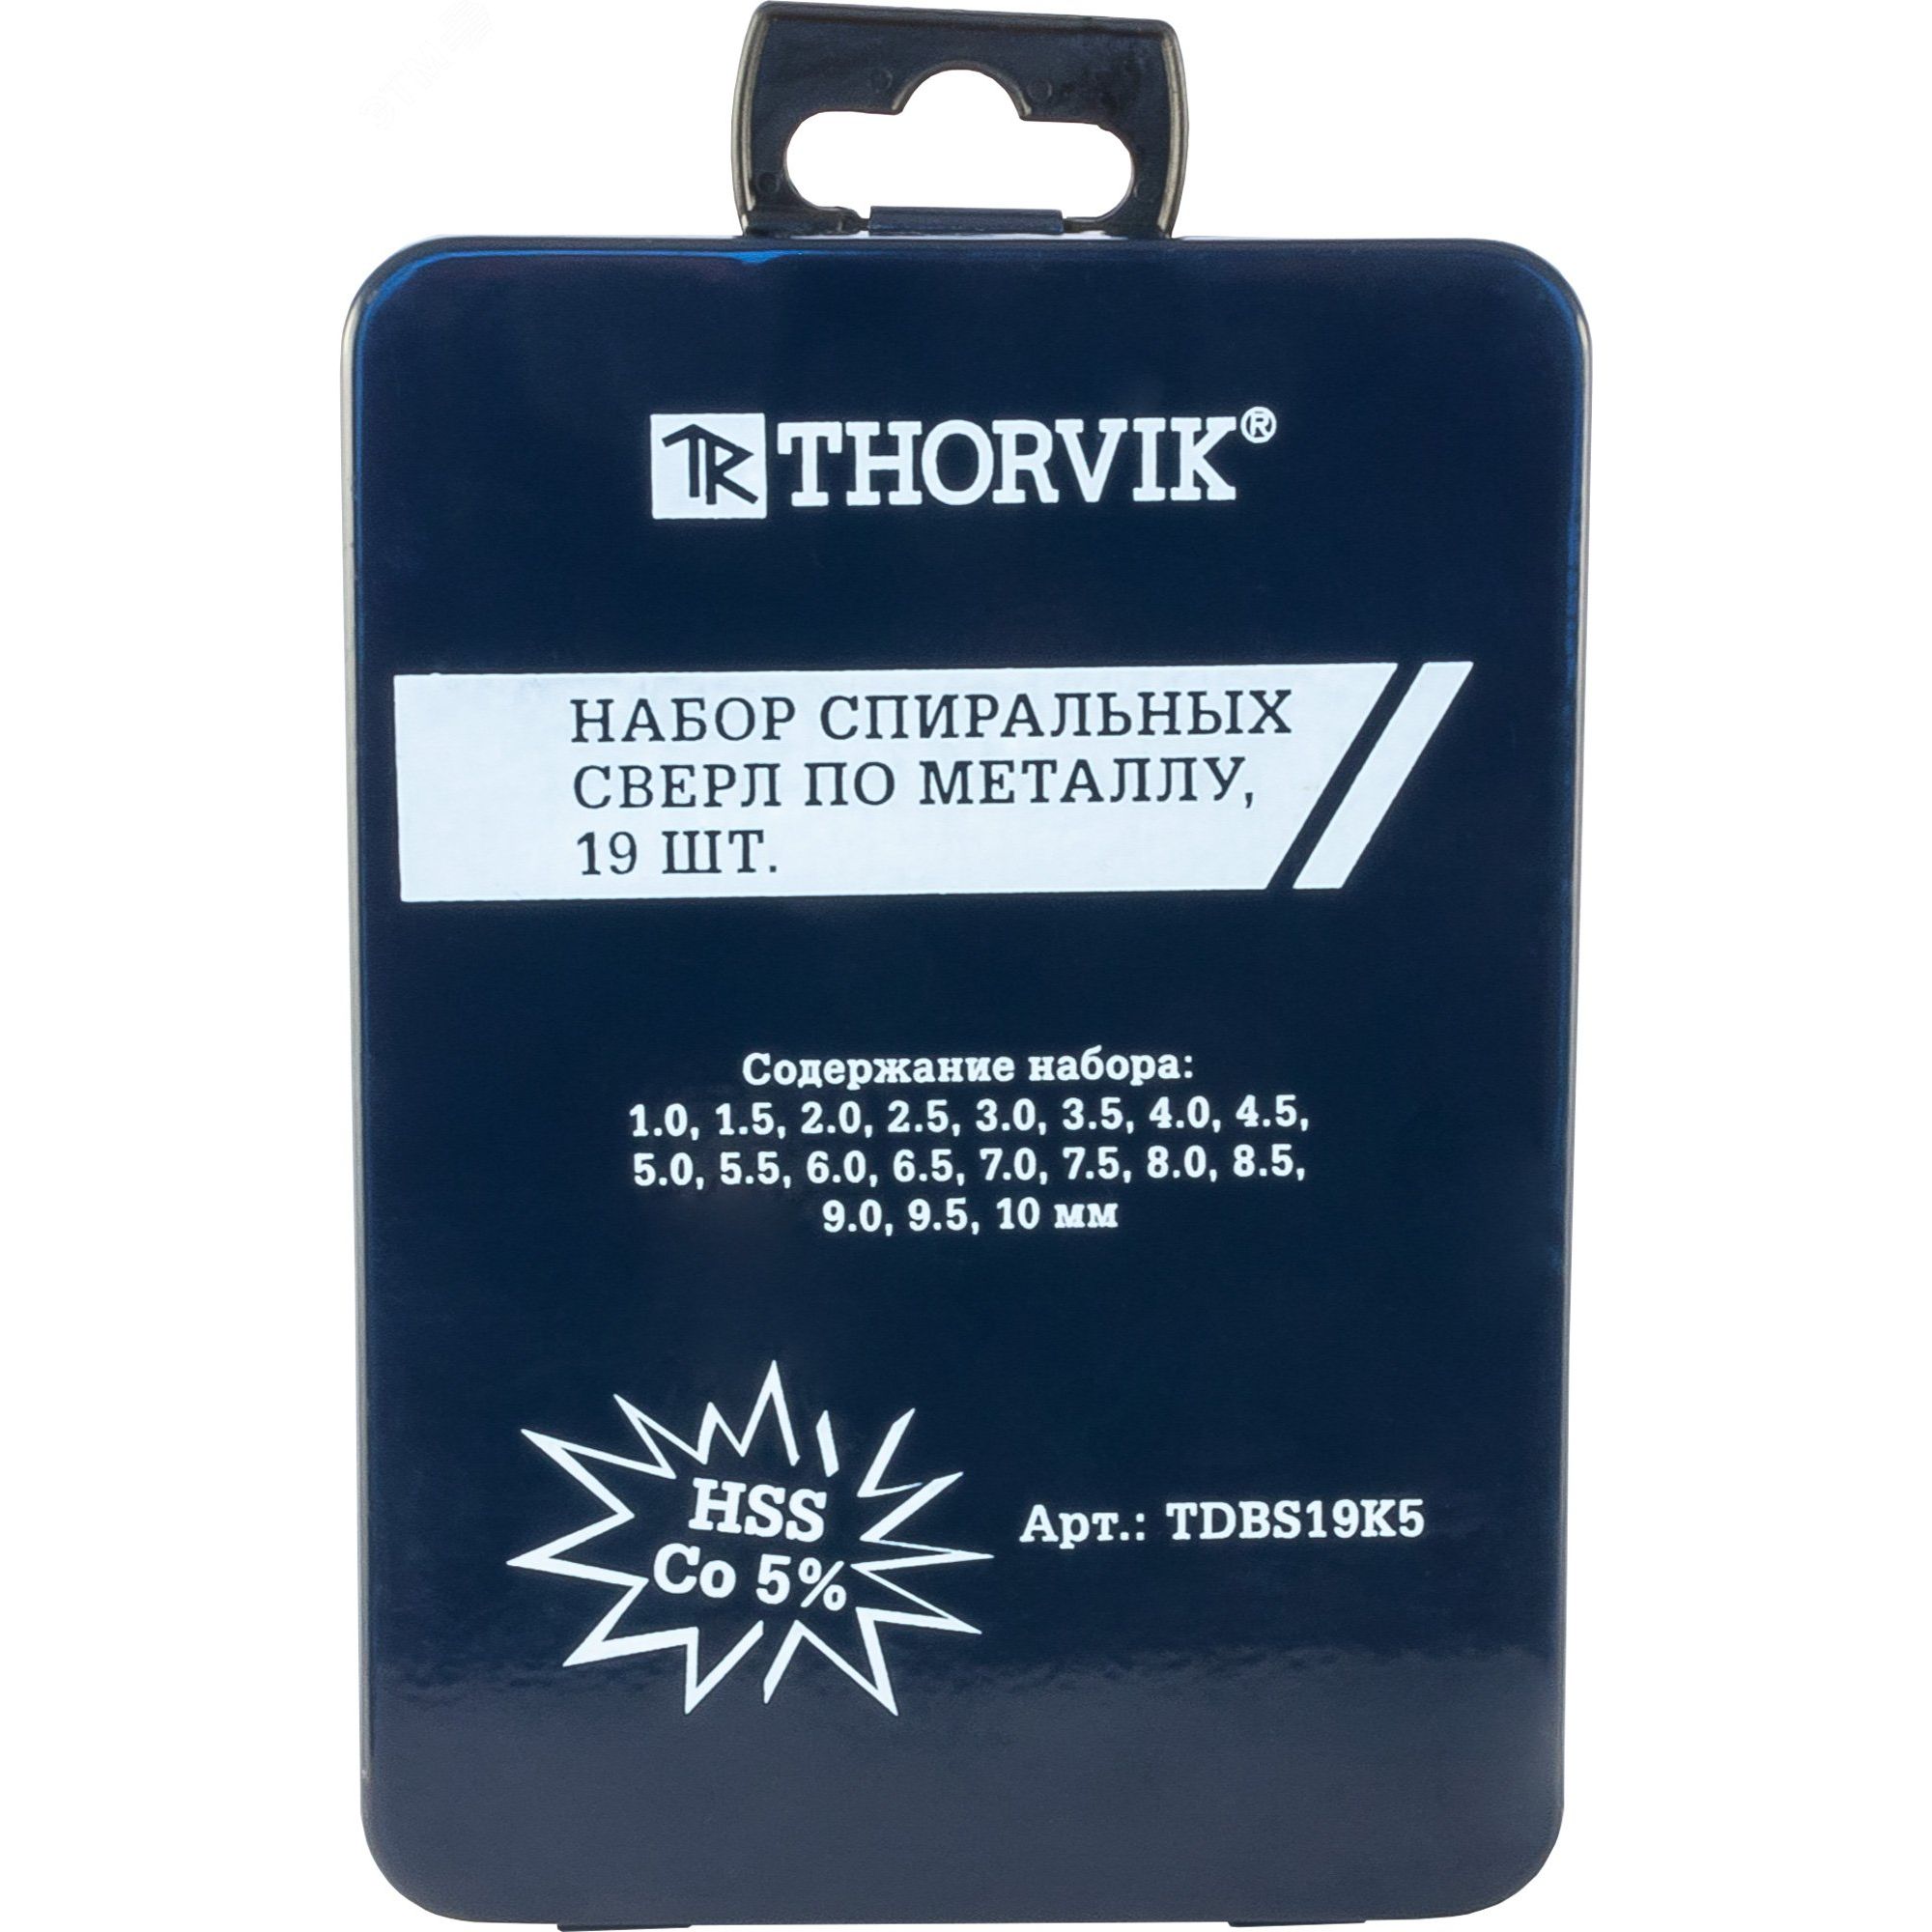 TR THORVIK®
НАБОР СПИРАЛЬНЫХ
СВЕРЛ ПО МЕТАЛЛУ,
19 ШТ.
Содержание набора:
1.0, 1.5, 2.0, 2.5, 3.0, 3.5, 4.0, 4.5,
5.0, 5.5, 6.0, 6.5, 7.0, 7.5, 8.0, 8.5,
9.0, 9.5, 10 мм
HSS
Co 5%
Арт.: TDBS19K5